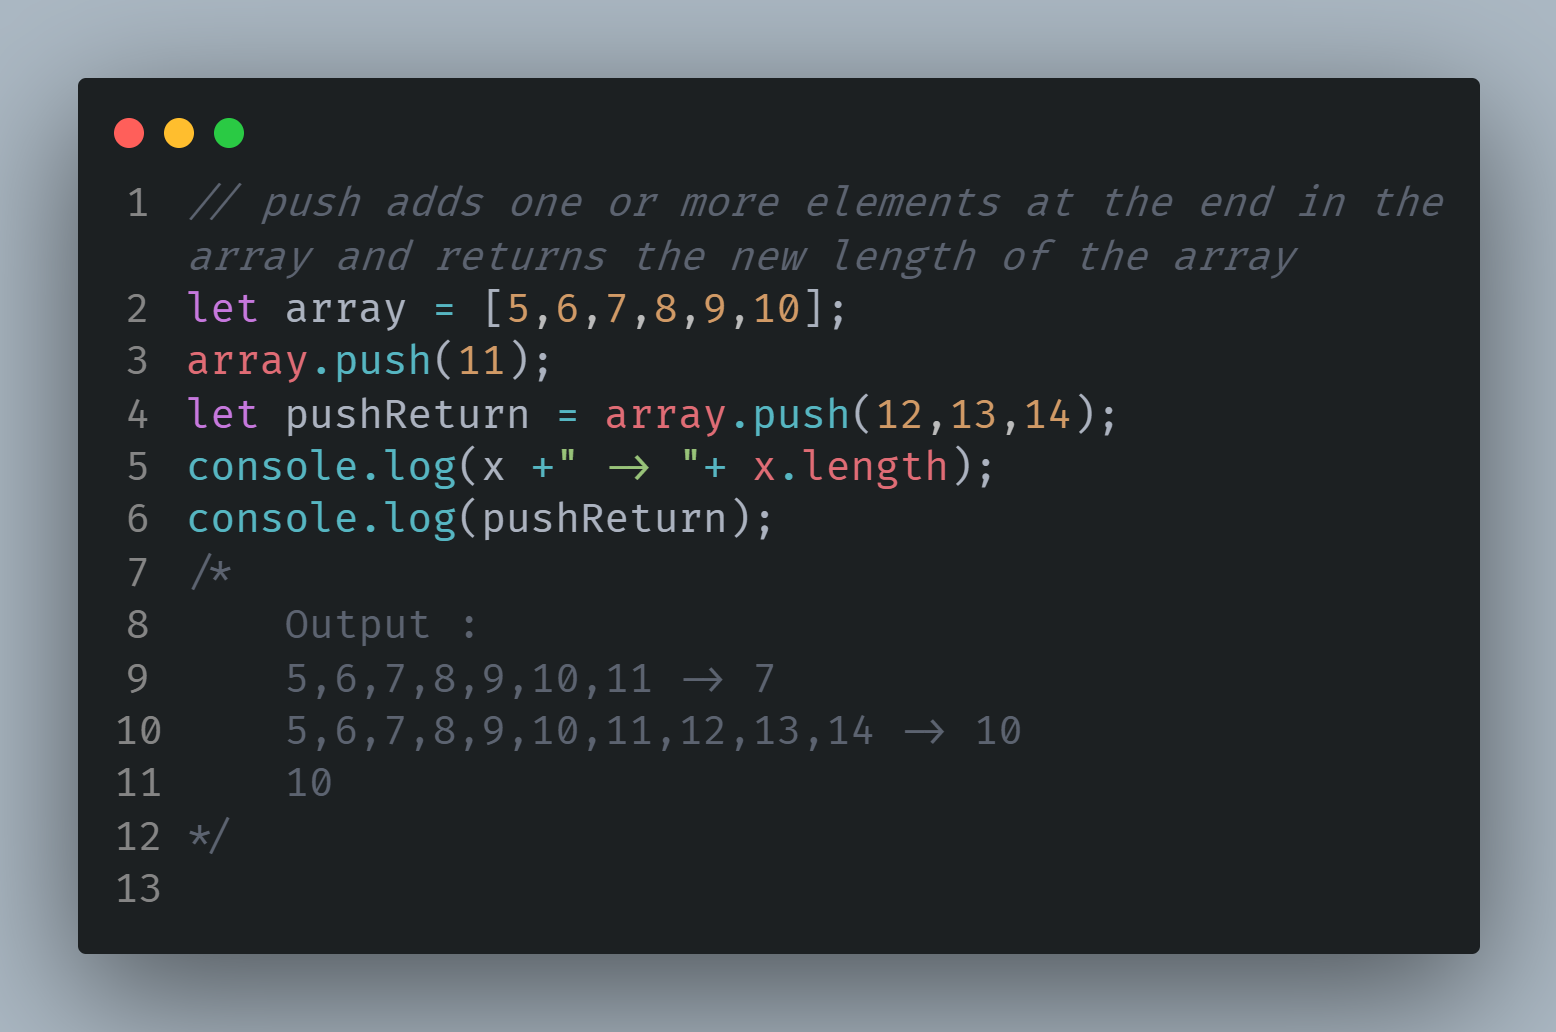 1 // push adds one or more elements at the end in the
array and returns the new length of the array
2 let array = [5,6,7,8,9,10];
3 array.push(11);
4 let pushReturn = array.push(12,13,14);
5 console.log(x +" -> "+ x.length);
6 console.log(pushReturn);
7 /*
8     Output :
9     5,6,7,8,9,10,11 -> 7
10     5,6,7,8,9,10,11,12,13,14 -> 10
11     10
12 */
13